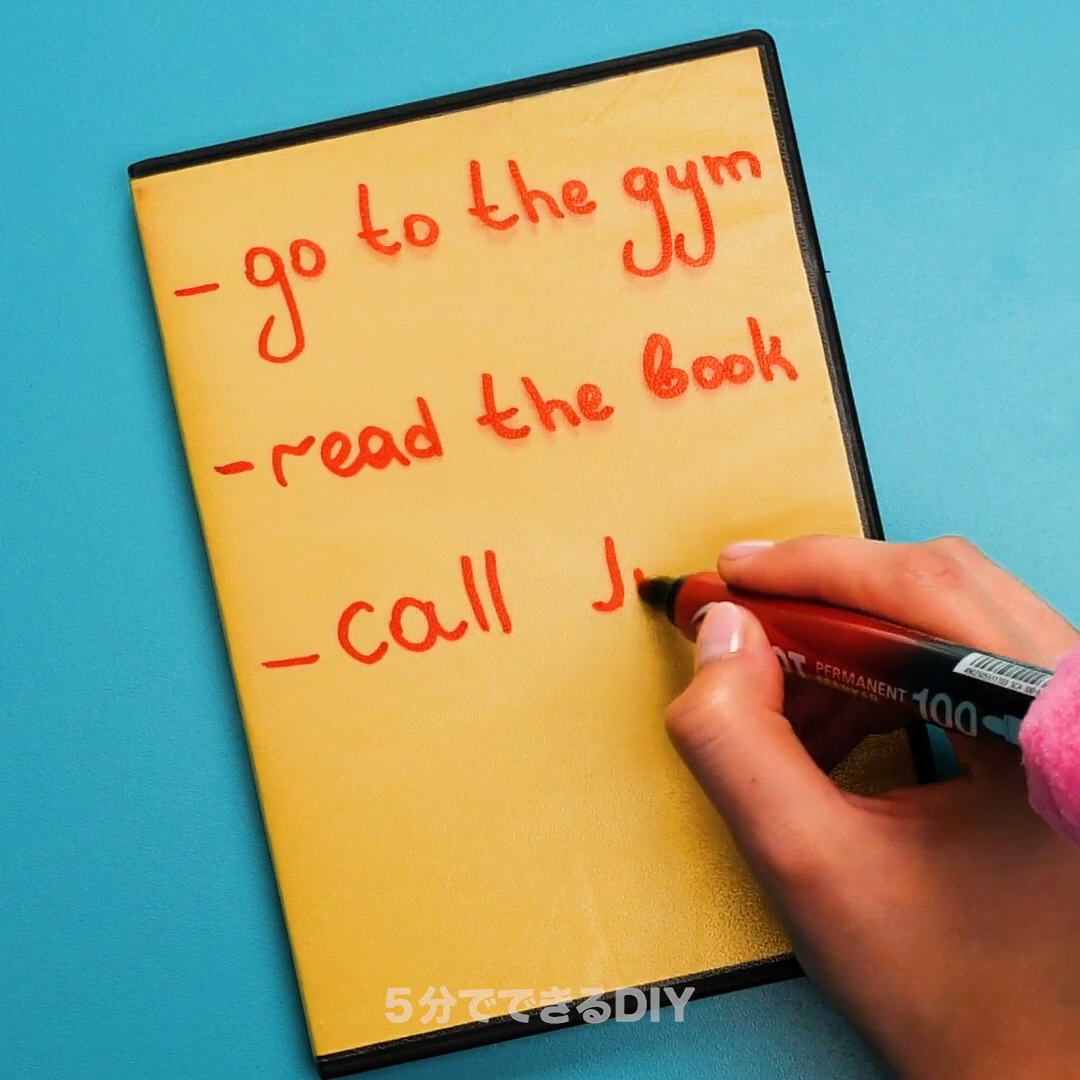 - go to the gym
- read the book
- call J
PERMANENT
100
5分でできるDIY